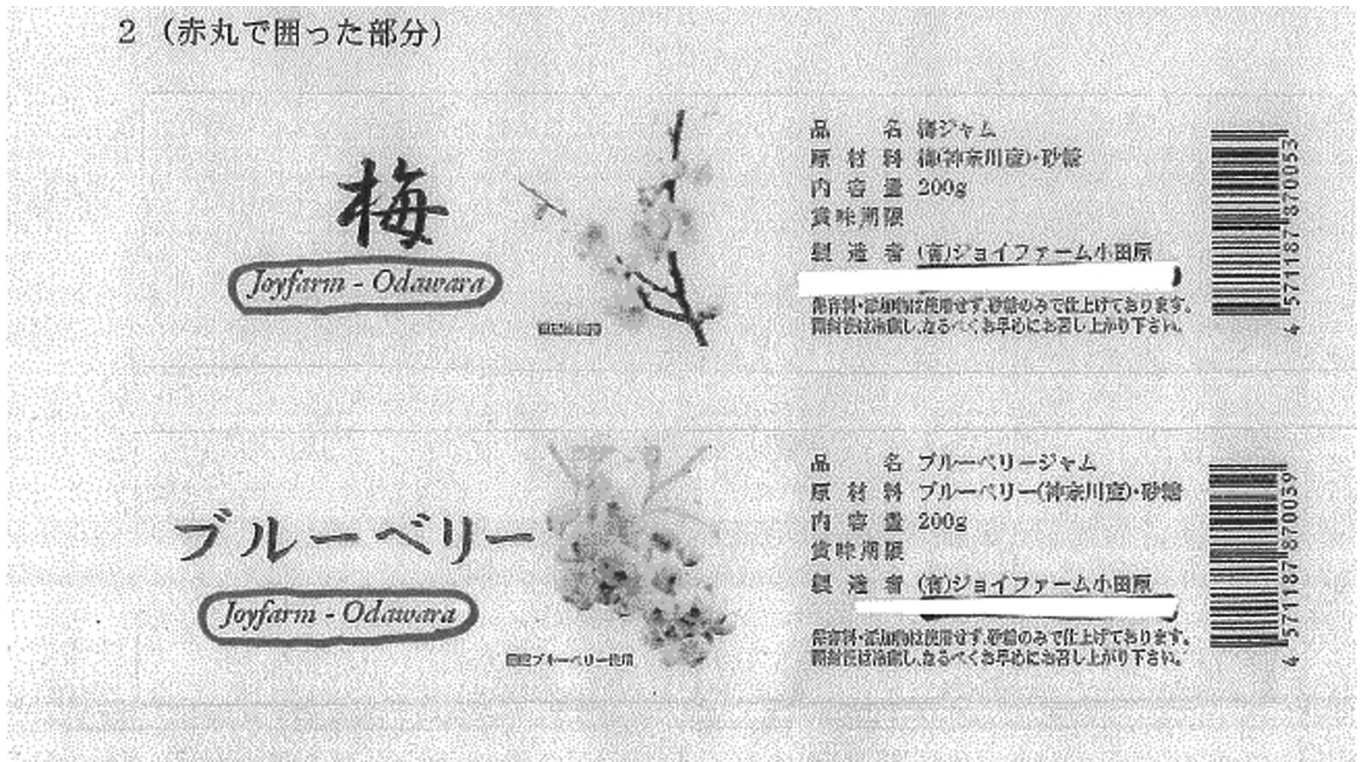 2 (赤丸で囲った部分)
梅
Joyfarm - Odawara
品 名 梅ジャム
原 材 料 梅(神奈川産)・砂糖
内 容 量 200g
賞味期限
製 造 者 (有)ジョイファーム小田原
保存料・添加物は使用せず、砂糖のみで仕上げております。
開封後は冷蔵し、なるべくお早めにお召し上がり下さい。
4 571187 870053
ブルーベリー
Joyfarm - Odawara
国産ブルーベリー使用
品 名 ブルーベリージャム
原 材 料 ブルーベリー(神奈川産)・砂糖
内 容 量 200g
賞味期限
製 造 者 (有)ジョイファーム小田原
保存料・添加物は使用せず、砂糖のみで仕上げております。
開封後は冷蔵し、なるべくお早めにお召し上がり下さい。
4 571187 870039